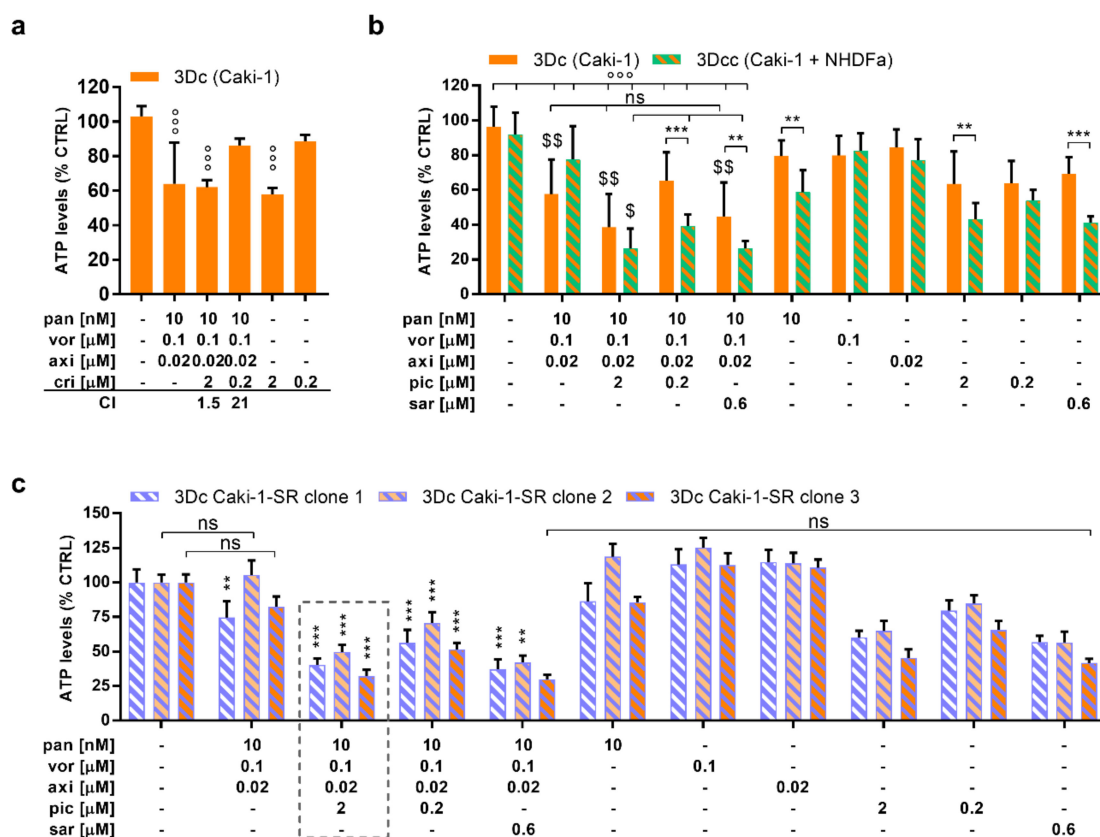 a
3Dc (Caki-1)
ATP levels (% CTRL)
120
100
80
60
40
20
0
°°°
°°°
°°°
pan [nM] - 10 10 10 - -
vor [µM] - 0.1 0.1 0.1 - -
axi [µM] - 0.02 0.02 0.02 - -
cri [µM] - - 2 0.2 2 0.2
CI 1.5 21
b
3Dc (Caki-1) 3Dcc (Caki-1 + NHDFa)
ATP levels (% CTRL)
120
100
80
60
40
20
0
°°°
ns
*** ** ** ** ***
$$ $$ $ $$
pan [nM] - 10 10 10 10 10 - - - - -
vor [µM] - 0.1 0.1 0.1 0.1 - 0.1 - - - -
axi [µM] - 0.02 0.02 0.02 0.02 - - 0.02 - - -
pic [µM] - - 2 0.2 - - - - 2 0.2 -
sar [µM] - - - - 0.6 - - - - - 0.6
c
3Dc Caki-1-SR clone 1 3Dc Caki-1-SR clone 2 3Dc Caki-1-SR clone 3
ATP levels (% CTRL)
150
125
100
75
50
25
0
ns
ns
ns
** *** *** *** *** *** *** *** **
pan [nM] - 10 10 10 10 10 - - - - -
vor [µM] - 0.1 0.1 0.1 0.1 - 0.1 - - - -
axi [µM] - 0.02 0.02 0.02 0.02 - - 0.02 - - -
pic [µM] - - 2 0.2 - - - - 2 0.2 -
sar [µM] - - - - 0.6 - - - - - 0.6